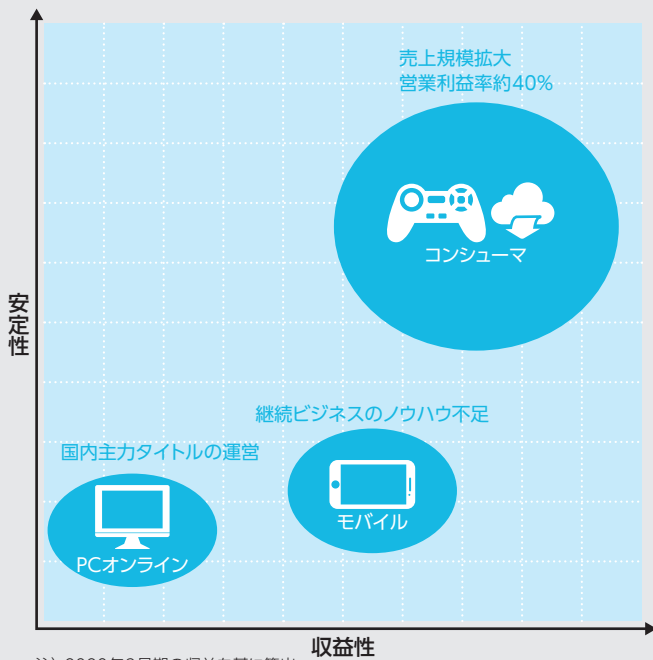 売上規模拡大
営業利益率約40%
コンシューマ
安定性
継続ビジネスのノウハウ不足
国内主力タイトルの運営
モバイル
PCオンライン
収益性